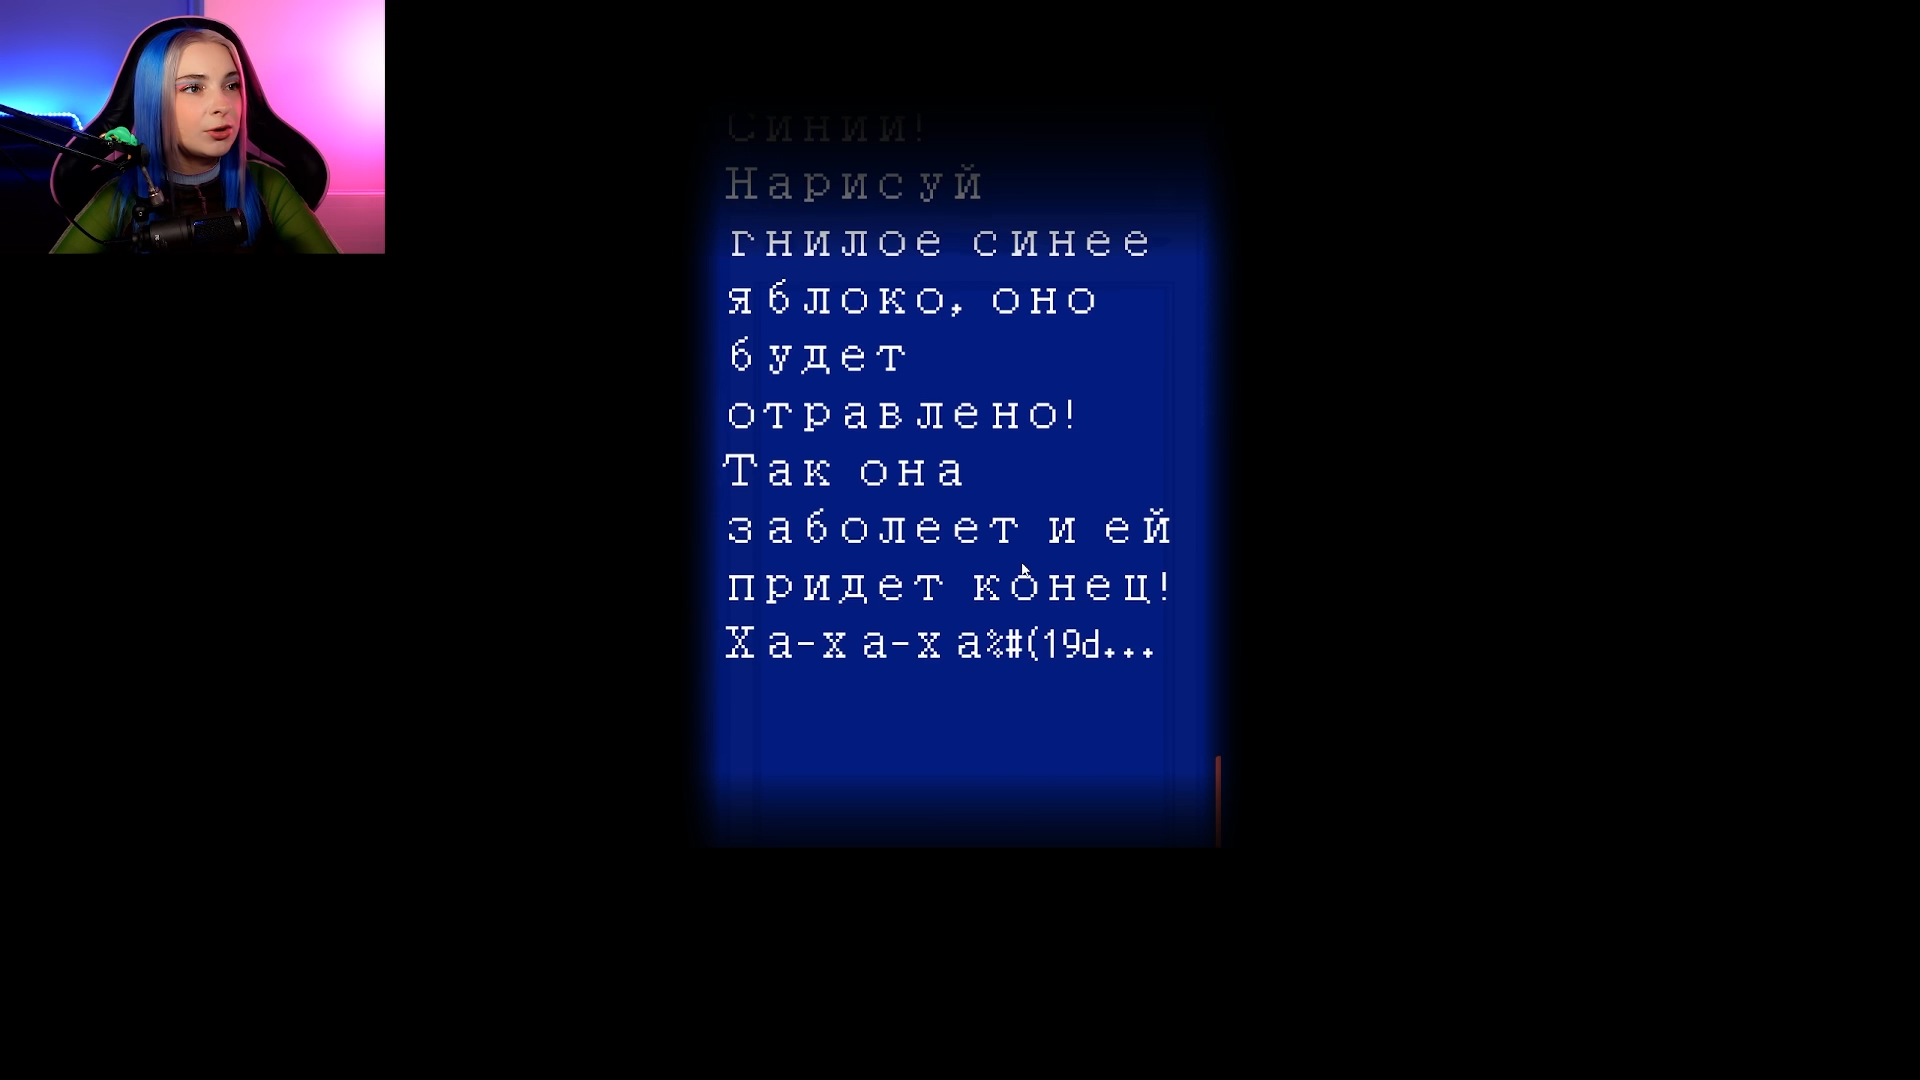 Синий!
Нарисуй
гнилое синее
яблоко, оно
будет
отравлено!
Так она
заболеет и ей
придет конец!
Ха-ха-ха%#(19d...